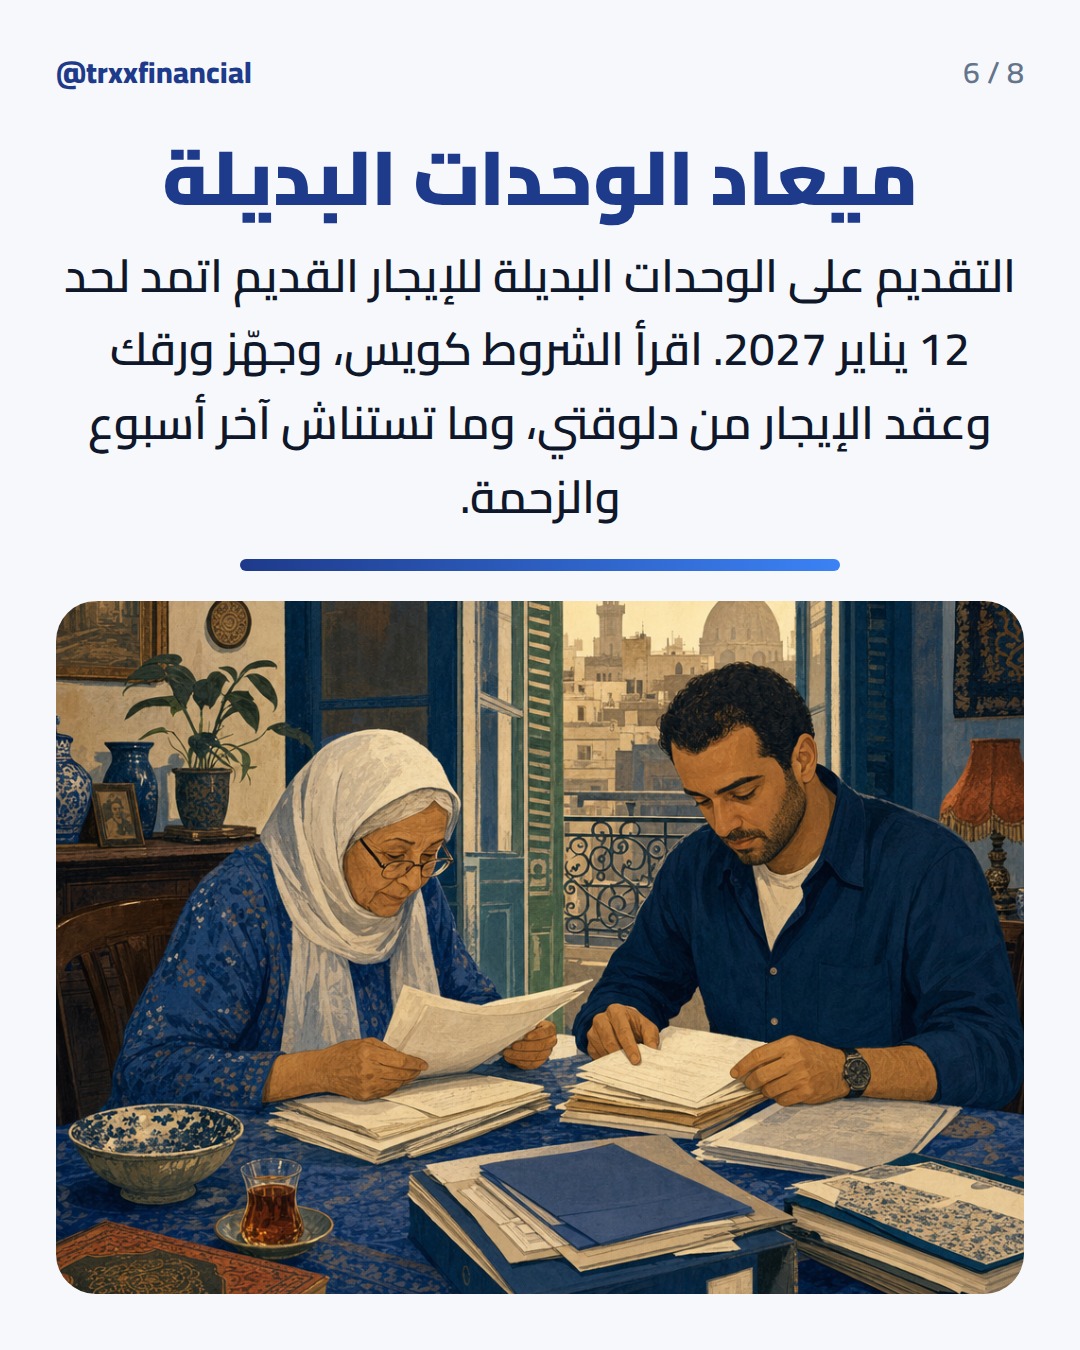 @trxxfinancial
6 / 8
ميعاد الوحدات البديلة
التقديم على الوحدات البديلة للإيجار القديم اتمد لحد
12 يناير 2027. اقرأ الشروط كويس، وجهّز ورقك
وعقد الإيجار من دلوقتي، وما تستناش آخر أسبوع
والزحمة.